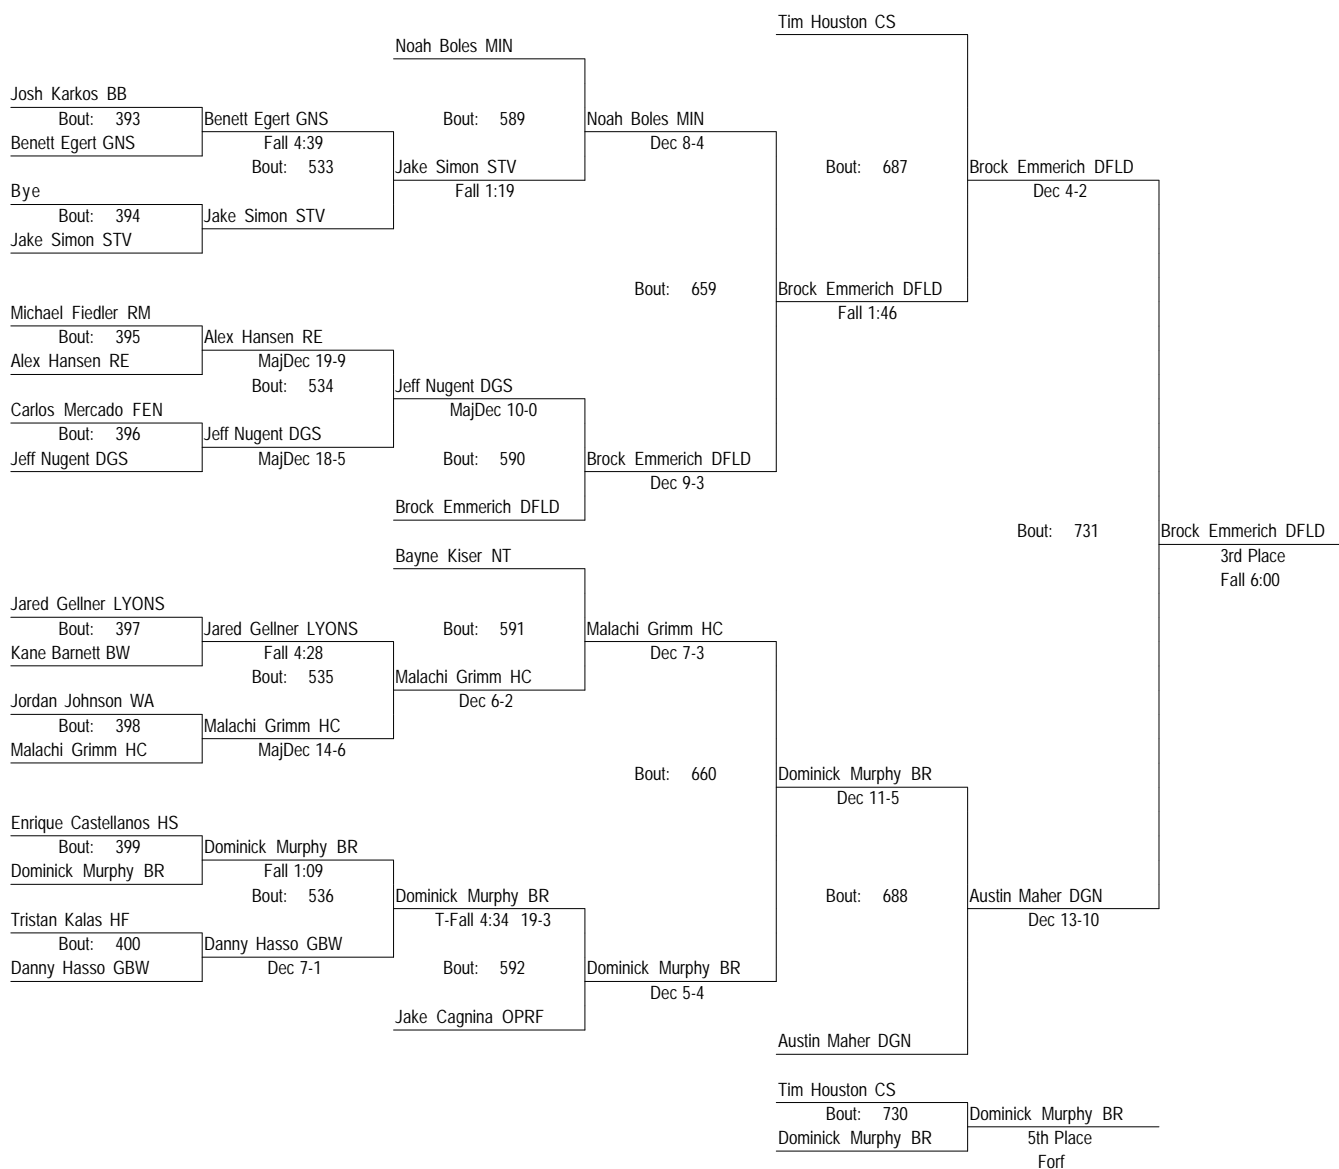 Tim Houston CS
Noah Boles MIN
Josh Karkos BB
Bout: 393
Benett Egert GNS
Bout: 589
Noah Boles MIN
Benett Egert GNS
Fall 4:39
Dec 8-4
Bout: 533
Jake Simon STV
Bout: 687
Brock Emmerich DFLD
Bye
Fall 1:19
Dec 4-2
Bout: 394
Jake Simon STV
Jake Simon STV
Bout: 659
Brock Emmerich DFLD
Michael Fiedler RM
Fall 1:46
Bout: 395
Alex Hansen RE
Alex Hansen RE
MajDec 19-9
Bout: 534
Jeff Nugent DGS
Carlos Mercado FEN
MajDec 10-0
Bout: 396
Jeff Nugent DGS
Jeff Nugent DGS
MajDec 18-5
Bout: 590
Brock Emmerich DFLD
Dec 9-3
Brock Emmerich DFLD
Bout: 731
Brock Emmerich DFLD
Bayne Kiser NT
3rd Place
Fall 6:00
Jared Gellner LYONS
Bout: 397
Jared Gellner LYONS
Bout: 591
Malachi Grimm HC
Kane Barnett BW
Fall 4:28
Dec 7-3
Bout: 535
Malachi Grimm HC
Jordan Johnson WA
Dec 6-2
Bout: 398
Malachi Grimm HC
Malachi Grimm HC
MajDec 14-6
Bout: 660
Dominick Murphy BR
Dec 11-5
Enrique Castellanos HS
Bout: 399
Dominick Murphy BR
Dominick Murphy BR
Fall 1:09
Bout: 536
Dominick Murphy BR
Bout: 688
Austin Maher DGN
Tristan Kalas HF
T-Fall 4:34 19-3
Dec 13-10
Bout: 400
Danny Hasso GBW
Danny Hasso GBW
Dec 7-1
Bout: 592
Dominick Murphy BR
Dec 5-4
Jake Cagnina OPRF
Austin Maher DGN
Tim Houston CS
Bout: 730
Dominick Murphy BR
Dominick Murphy BR
5th Place
Forf